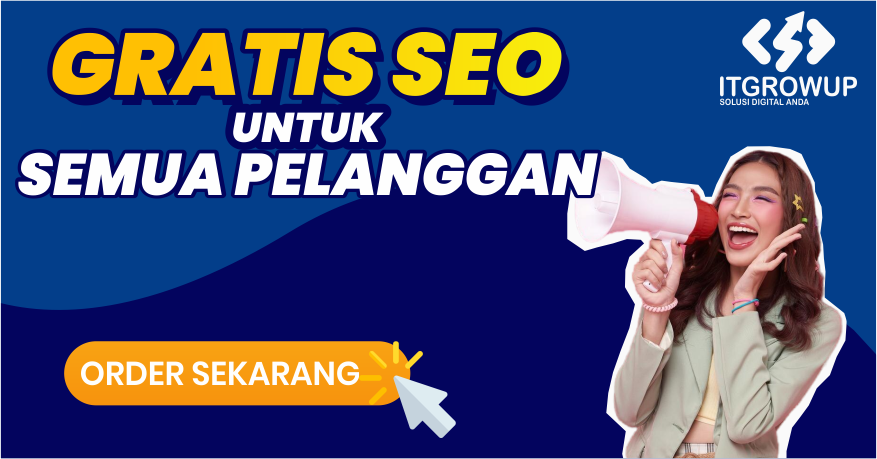 GRATIS SEO
UNTUK
SEMUA PELANGGAN
ITGROWUP
SOLUSI DIGITAL ANDA
ORDER SEKARANG